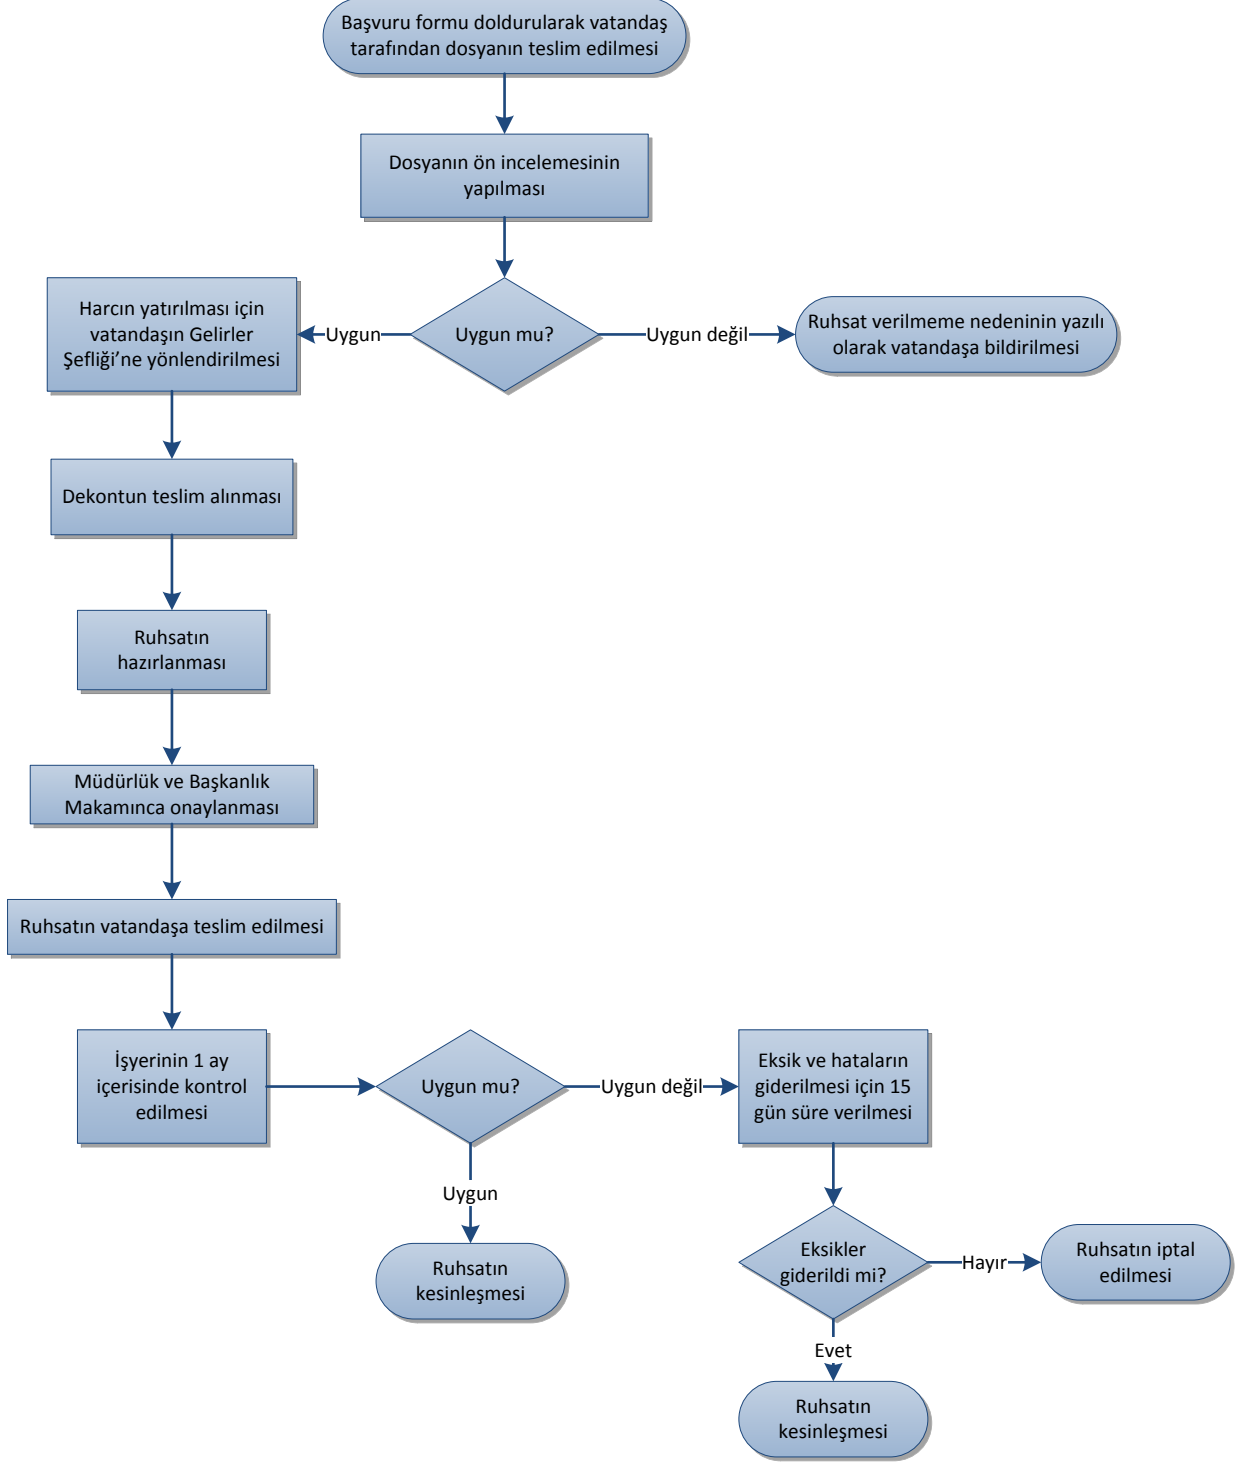 Başvuru formu doldurularak vatandaş
tarafından dosyanın teslim edilmesi
Dosyanın ön incelemesinin
yapılması
Harcın yatırılması için
vatandaşın Gelirler
Şefliği’ne yönlendirilmesi
Uygun
Uygun mu?
Uygun değil
Ruhsat verilmeme nedeninin yazılı
olarak vatandaşa bildirilmesi
Dekontun teslim alınması
Ruhsatın
hazırlanması
Müdürlük ve Başkanlık
Makamınca onaylanması
Ruhsatın vatandaşa teslim edilmesi
İşyerinin 1 ay
içerisinde kontrol
edilmesi
Uygun mu?
Uygun değil
Eksik ve hataların
giderilmesi için 15
gün süre verilmesi
Uygun
Ruhsatın
kesinleşmesi
Eksikler
giderildi mi?
Hayır
Ruhsatın iptal
edilmesi
Evet
Ruhsatın
kesinleşmesi